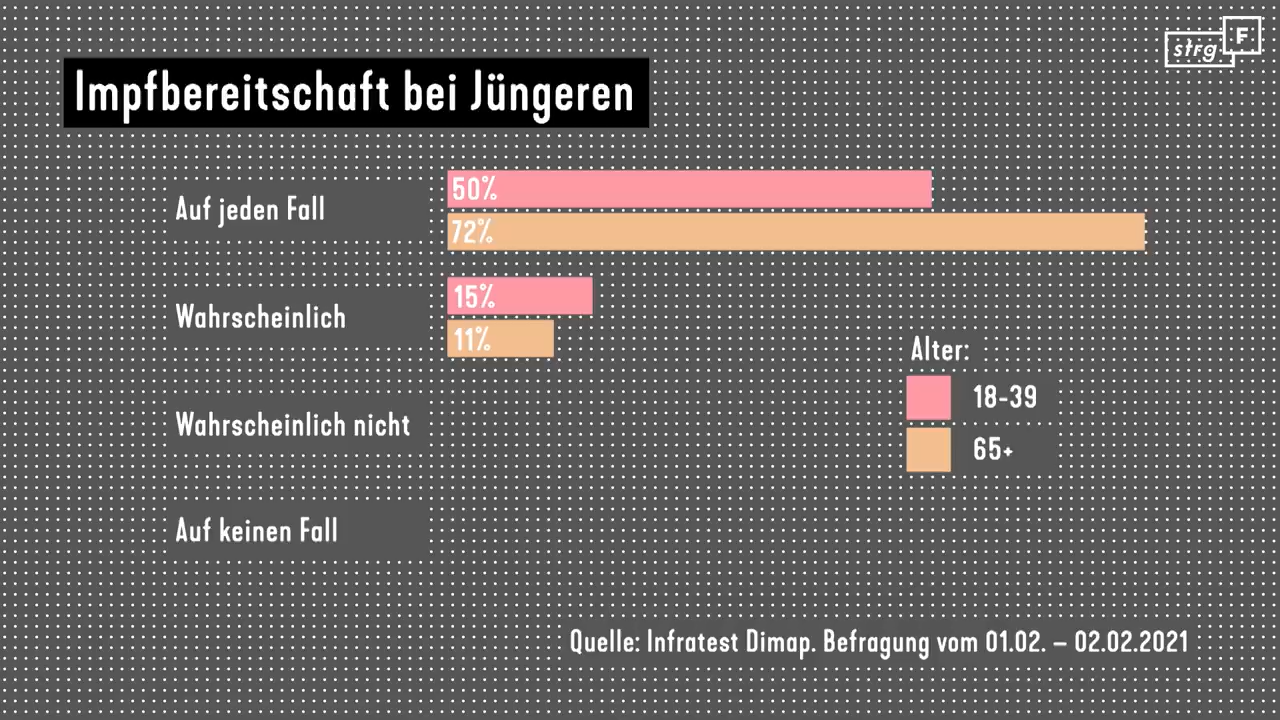 strg F
Impfbereitschaft bei Jüngeren
Auf jeden Fall
50%
72%
Wahrscheinlich
15%
11%
Wahrscheinlich nicht
Auf keinen Fall
Alter:
18-39
65+
Quelle: Infratest Dimap. Befragung vom 01.02. – 02.02.2021